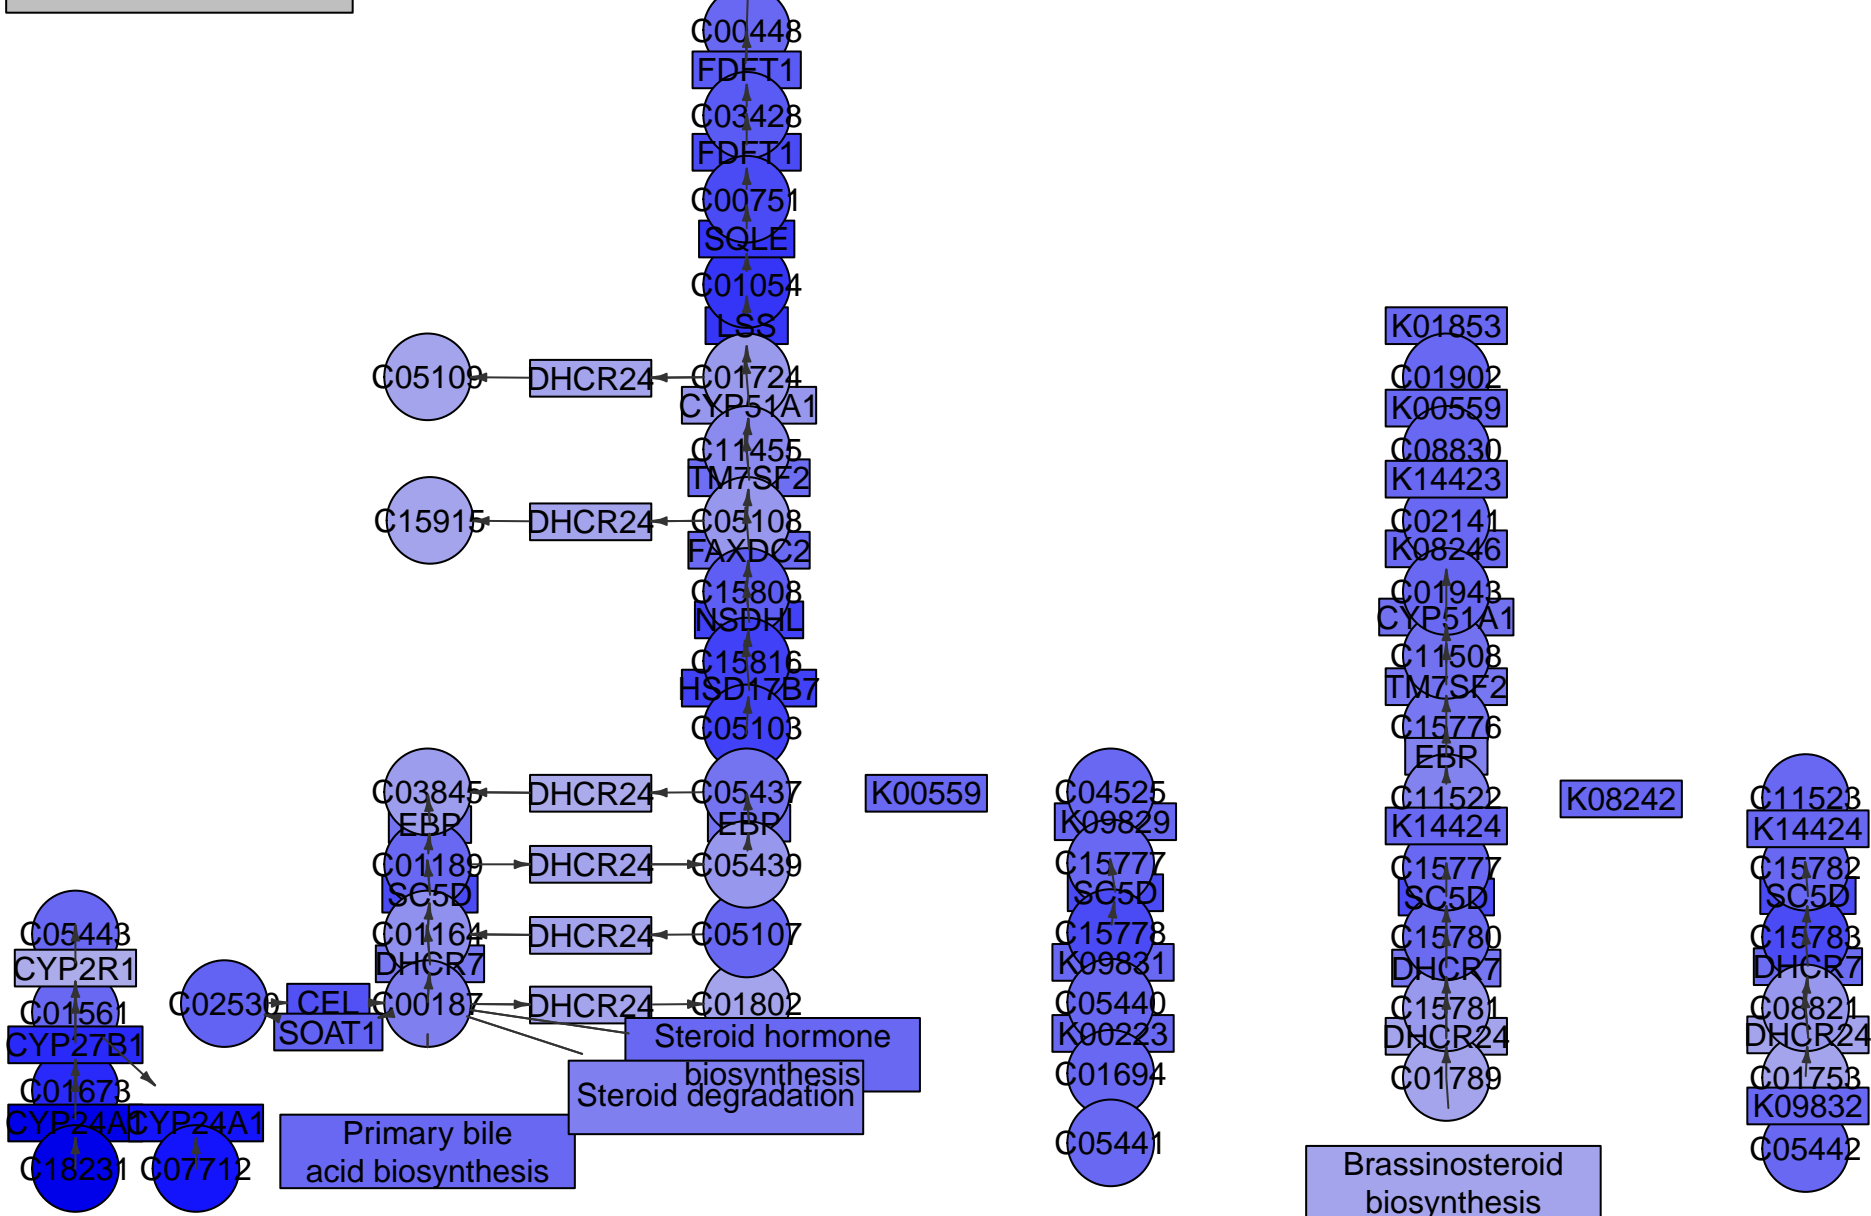 C00448
FDFT1
C03428
FDFT1
C00751
SQLE
C01054
LSS
C05109
DHCR24
C01724
CYP51A1
C11455
TM7SF2
C15915
DHCR24
C05108
FAXDC2
C15808
NSDHL
C15816
HSD17B7
C05103
C03845
DHCR24
C05437
EBP
EBP
C01189
DHCR24
C05439
SC5D
C01164
DHCR24
C05107
DHCR7
C02530
CEL
SOAT1
C00187
DHCR24
C01802
Steroid hormone
biosynthesis
Steroid degradation
Primary bile
acid biosynthesis
C05443
CYP2R1
C01561
CYP27B1
C01673
CYP24A1
CYP24A1
C18231
C07712
K00559
C04525
K09829
C15777
SC5D
C15778
K09831
C05440
K00223
C01694
C05441
K01853
C01902
K00559
C08830
K14423
C02141
K08246
C01943
CYP51A1
C11508
TM7SF2
C15776
EBP
C11522
K14424
C15777
SC5D
C15780
DHCR7
C15781
DHCR24
C01789
Brassinosteroid
biosynthesis
K08242
C11523
K14424
C15782
SC5D
C15783
DHCR7
C08821
DHCR24
C01753
K09832
C05442